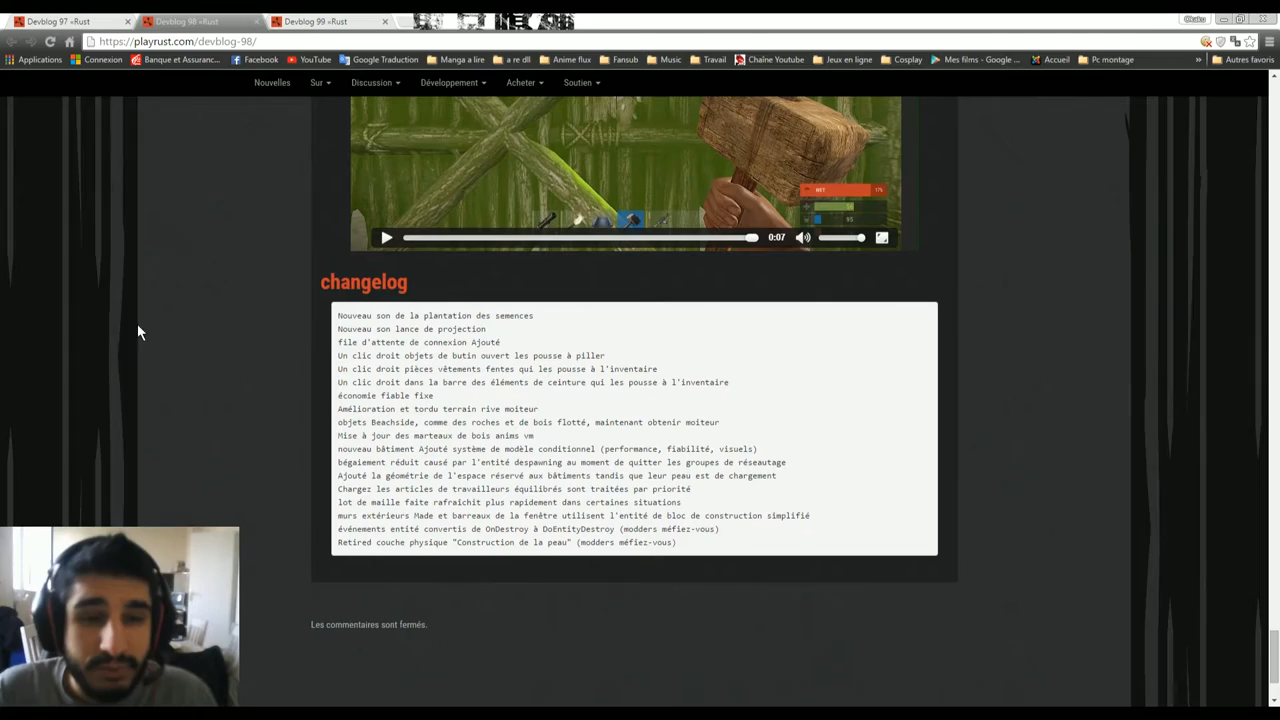 Devblog 97 «Rust
Devblog 98 «Rust
Devblog 99 «Rust
Otaku
https://playrust.com/devblog-98/
Applications
Connexion
Banque et Assuranc...
Facebook
YouTube
Google Traduction
Manga a lire
a re dl
Anime flux
Fansub
Music
Travail
Chaîne Youtube
Jeux en ligne
Cosplay
Mes films - Google ...
Accueil
Pc montage
»
Autres favoris
Nouvelles
Sur
Discussion
Développement
Acheter
Soutien
WET
0:07
changelog
Nouveau son de la plantation des semences
Nouveau son lance de projection
file d'attente de connexion Ajouté
Un clic droit objets de butin ouvert les pousse à piller
Un clic droit pièces vêtements fentes qui les pousse à l'inventaire
Un clic droit dans la barre des éléments de ceinture qui les pousse à l'inventaire
économie fiable fixe
Amélioration et tordu terrain rive moiteur
objets Beachside, comme des roches et de bois flotté, maintenant obtenir moiteur
Mise à jour des marteaux de bois anims vm
nouveau bâtiment Ajouté système de modèle conditionnel (performance, fiabilité, visuels)
bégaiement réduit causé par l'entité despawning au moment de quitter les groupes de réseautage
Ajouté la géométrie de l'espace réservé aux bâtiments tandis que leur peau est de chargement
Chargez les articles de travailleurs équilibrés sont traitées par priorité
lot de maille faite rafraîchit plus rapidement dans certaines situations
murs extérieurs Made et barreaux de la fenêtre utilisent l'entité de bloc de construction simplifié
événements entité convertis de OnDestroy à DoEntityDestroy (modders méfiez-vous)
Retired couche physique "Construction de la peau" (modders méfiez-vous)
Les commentaires sont fermés.